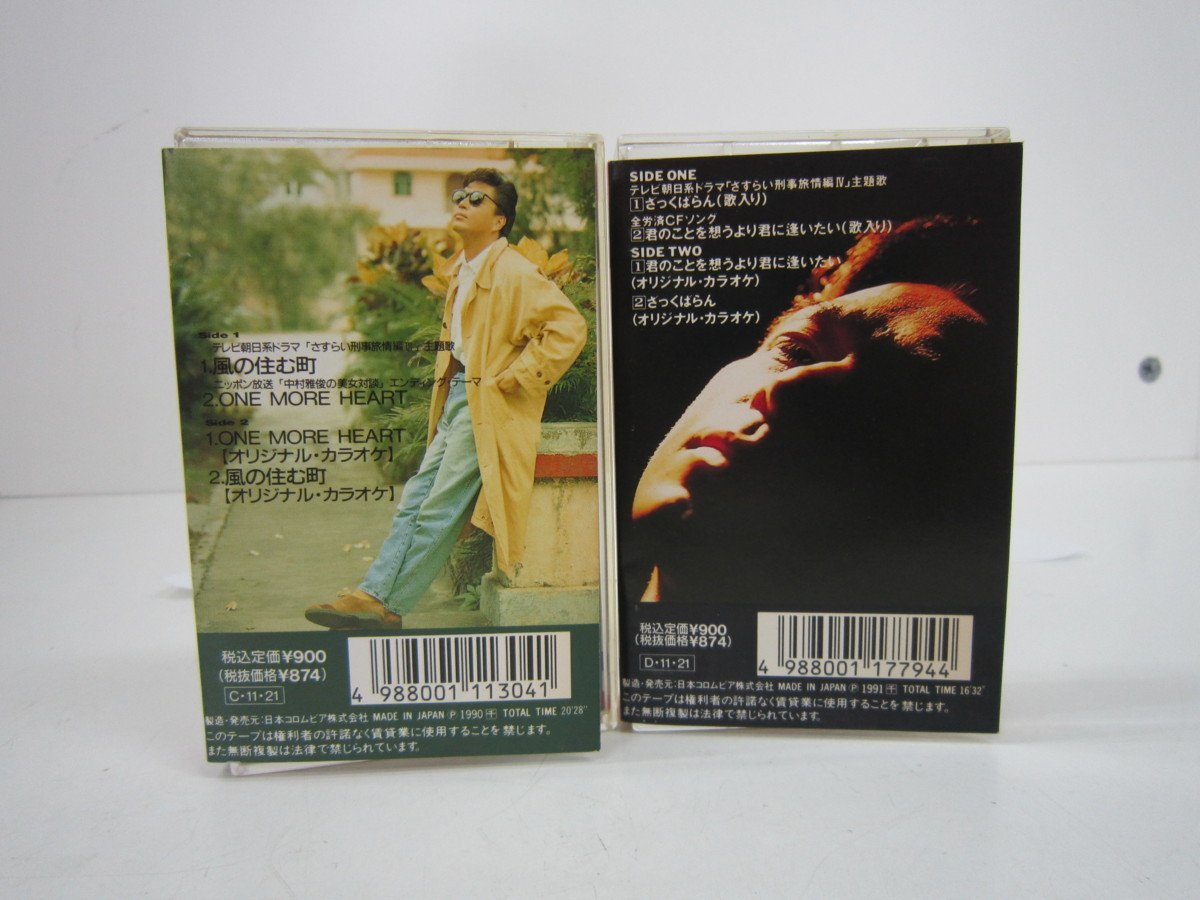 Side 1
テレビ朝日系ドラマ「さすらい刑事旅情編Ⅲ」主題歌
1.風の住む町
ニッポン放送「中村雅俊の美女対談」エンディング・テーマ
2.ONE MORE HEART
Side 2
1.ONE MORE HEART
【オリジナル・カラオケ】
2.風の住む町
【オリジナル・カラオケ】
税込定価¥900
(税抜価格¥874)
C・11・21
4 988001 113041
製造・発売元:日本コロムビア株式会社 MADE IN JAPAN Ⓟ 1990 TOTAL TIME 20'28"
このテープは権利者の許諾なく賃貸業に使用することを禁じます。
また無断複製は法律で禁じられています。
SIDE ONE
テレビ朝日系ドラマ「さすらい刑事旅情編Ⅳ」主題歌
1 ざっくばらん(歌入り)
全労済CFソング
2 君のことを想うより君に逢いたい(歌入り)
SIDE TWO
1 君のことを想うより君に逢いたい
(オリジナル・カラオケ)
2 ざっくばらん
(オリジナル・カラオケ)
税込定価¥900
(税抜価格¥874)
D・11・21
4 988001 177944
製造・発売元:日本コロムビア株式会社 MADE IN JAPAN Ⓟ 1991 TOTAL TIME 16'32"
このテープは権利者の許諾なく賃貸業に使用することを禁じます。
また無断複製は法律で禁じられています。